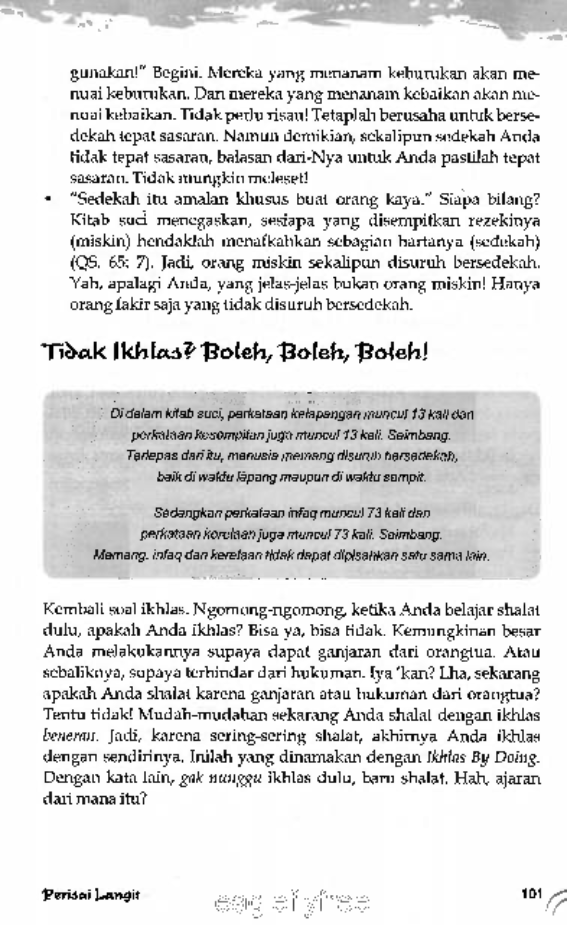 gunakan!" Begini. Mereka yang menanam keburukan akan me-
nuai keburukan. Dan mereka yang menanam kebaikan akan me-
nuai kebaikan. Tidak perlu risau! Tetaplah berusaha untuk berse-
dekah tepat sasaran. Namun demikian, sekalipun sedekah Anda
tidak tepat sasaran, balasan dari-Nya untuk Anda pastilah tepat
sasaran. Tidak mungkin meleset!
• "Sedekah itu amalan khusus buat orang kaya." Siapa bilang?
Kitab suci menegaskan, sesiapa yang disempitkan rezekinya
(miskin) hendaklah menafkahkan sebagian hartanya (sedekah)
(QS. 65: 7). Jadi, orang miskin sekalipun disuruh bersedekah.
Yah, apalagi Anda, yang jelas-jelas bukan orang miskin! Hanya
orang fakir saja yang tidak disuruh bersedekah.
Tidak Ikhlas? Boleh, Boleh, Boleh!
Di dalam kitab suci, perkataan kelapangan muncul 13 kali dan
perkataan kesempitan juga muncul 13 kali. Seimbang.
Terlepas dari itu, manusia memang disuruh bersedekah,
baik di waktu lapang maupun di waktu sempit.
Sedangkan perkataan infaq muncul 73 kali dan
perkataan kerelaan juga muncul 73 kali. Seimbang.
Memang, infaq dan kerelaan tidak dapat dipisahkan satu sama lain.
Kembali soal ikhlas. Ngomong-ngomong, ketika Anda belajar shalat
dulu, apakah Anda ikhlas? Bisa ya, bisa tidak. Kemungkinan besar
Anda melakukannya supaya dapat ganjaran dari orangtua. Atau
sebaliknya, supaya terhindar dari hukuman. Iya 'kan? Lha, sekarang
apakah Anda shalat karena ganjaran atau hukuman dari orangtua?
Tentu tidak! Mudah-mudahan sekarang Anda shalat dengan ikhlas
beneran. Jadi, karena sering-sering shalat, akhirnya Anda ikhlas
dengan sendirinya. Inilah yang dinamakan dengan Ikhlas By Doing.
Dengan kata lain, gak nunggu ikhlas dulu, baru shalat. Hah, ajaran
dari mana itu?
Perisai Langit 101